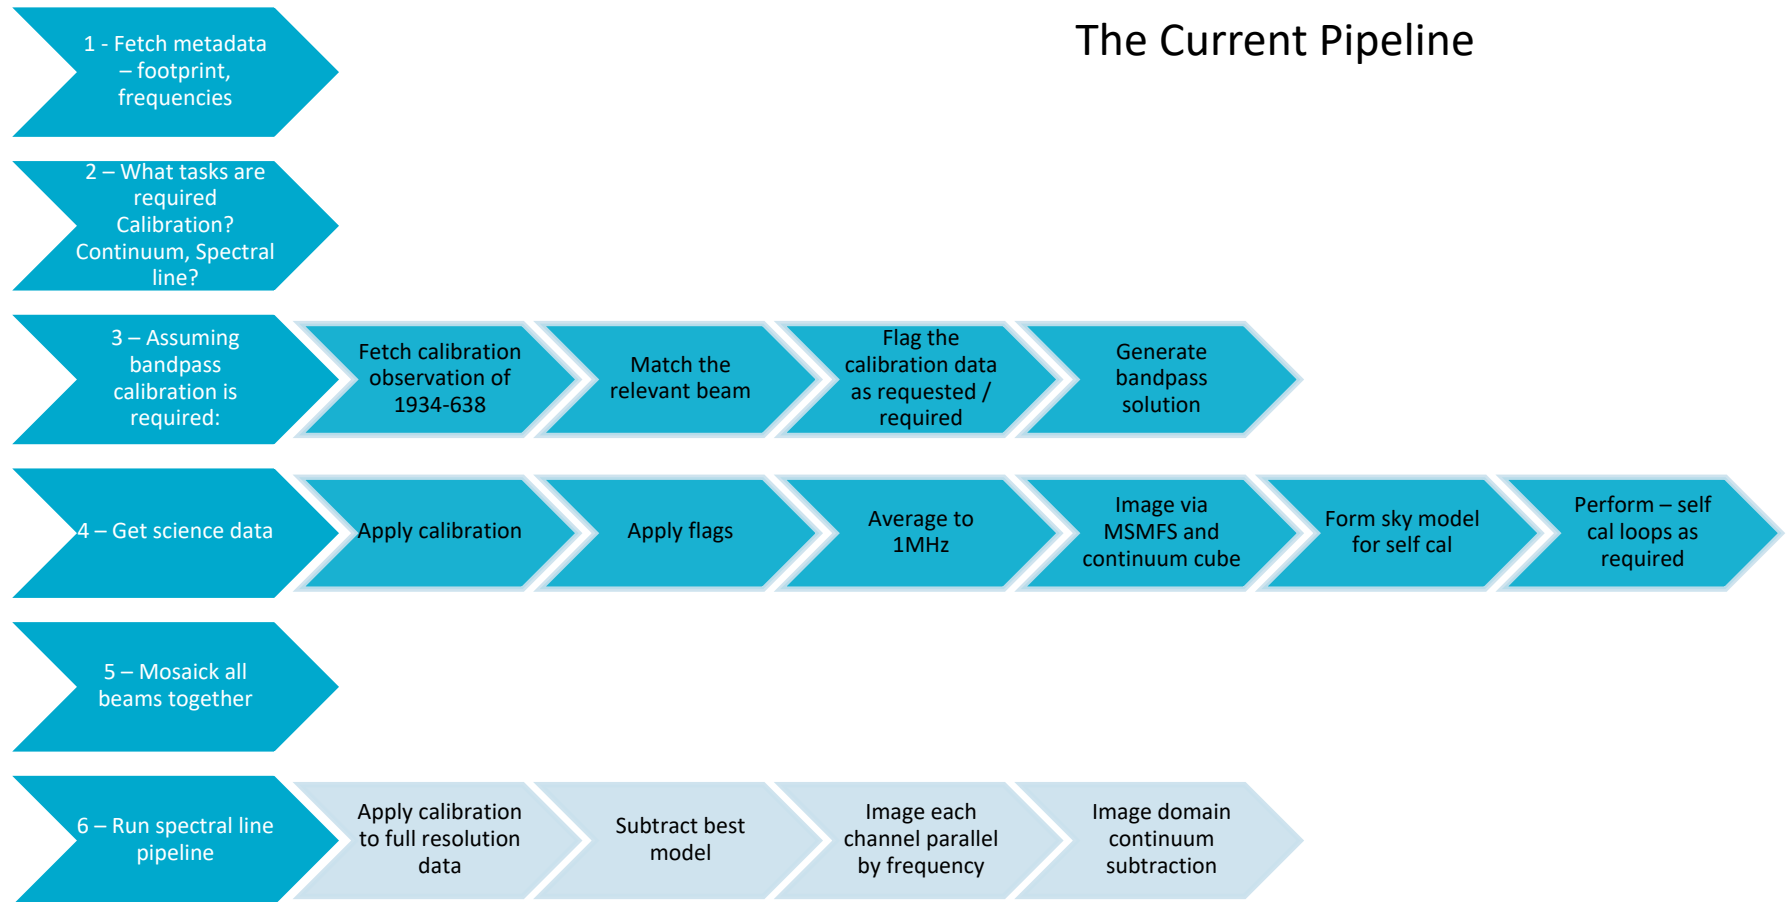 The Current Pipeline
1 - Fetch metadata
– footprint,
frequencies
2 – What tasks are
required
Calibration?
Continuum, Spectral
line?
3 – Assuming
bandpass
calibration is
required:
Fetch calibration
observation of
1934-638
Match the
relevant beam
Flag the
calibration data
as requested /
required
Generate
bandpass
solution
4 – Get science data
Apply calibration
Apply flags
Average to
1MHz
Image via
MSMFS and
continuum cube
Form sky model
for self cal
Perform – self
cal loops as
required
5 – Mosaick all
beams together
6 – Run spectral line
pipeline
Apply calibration
to full resolution
data
Subtract best
model
Image each
channel parallel
by frequency
Image domain
continuum
subtraction